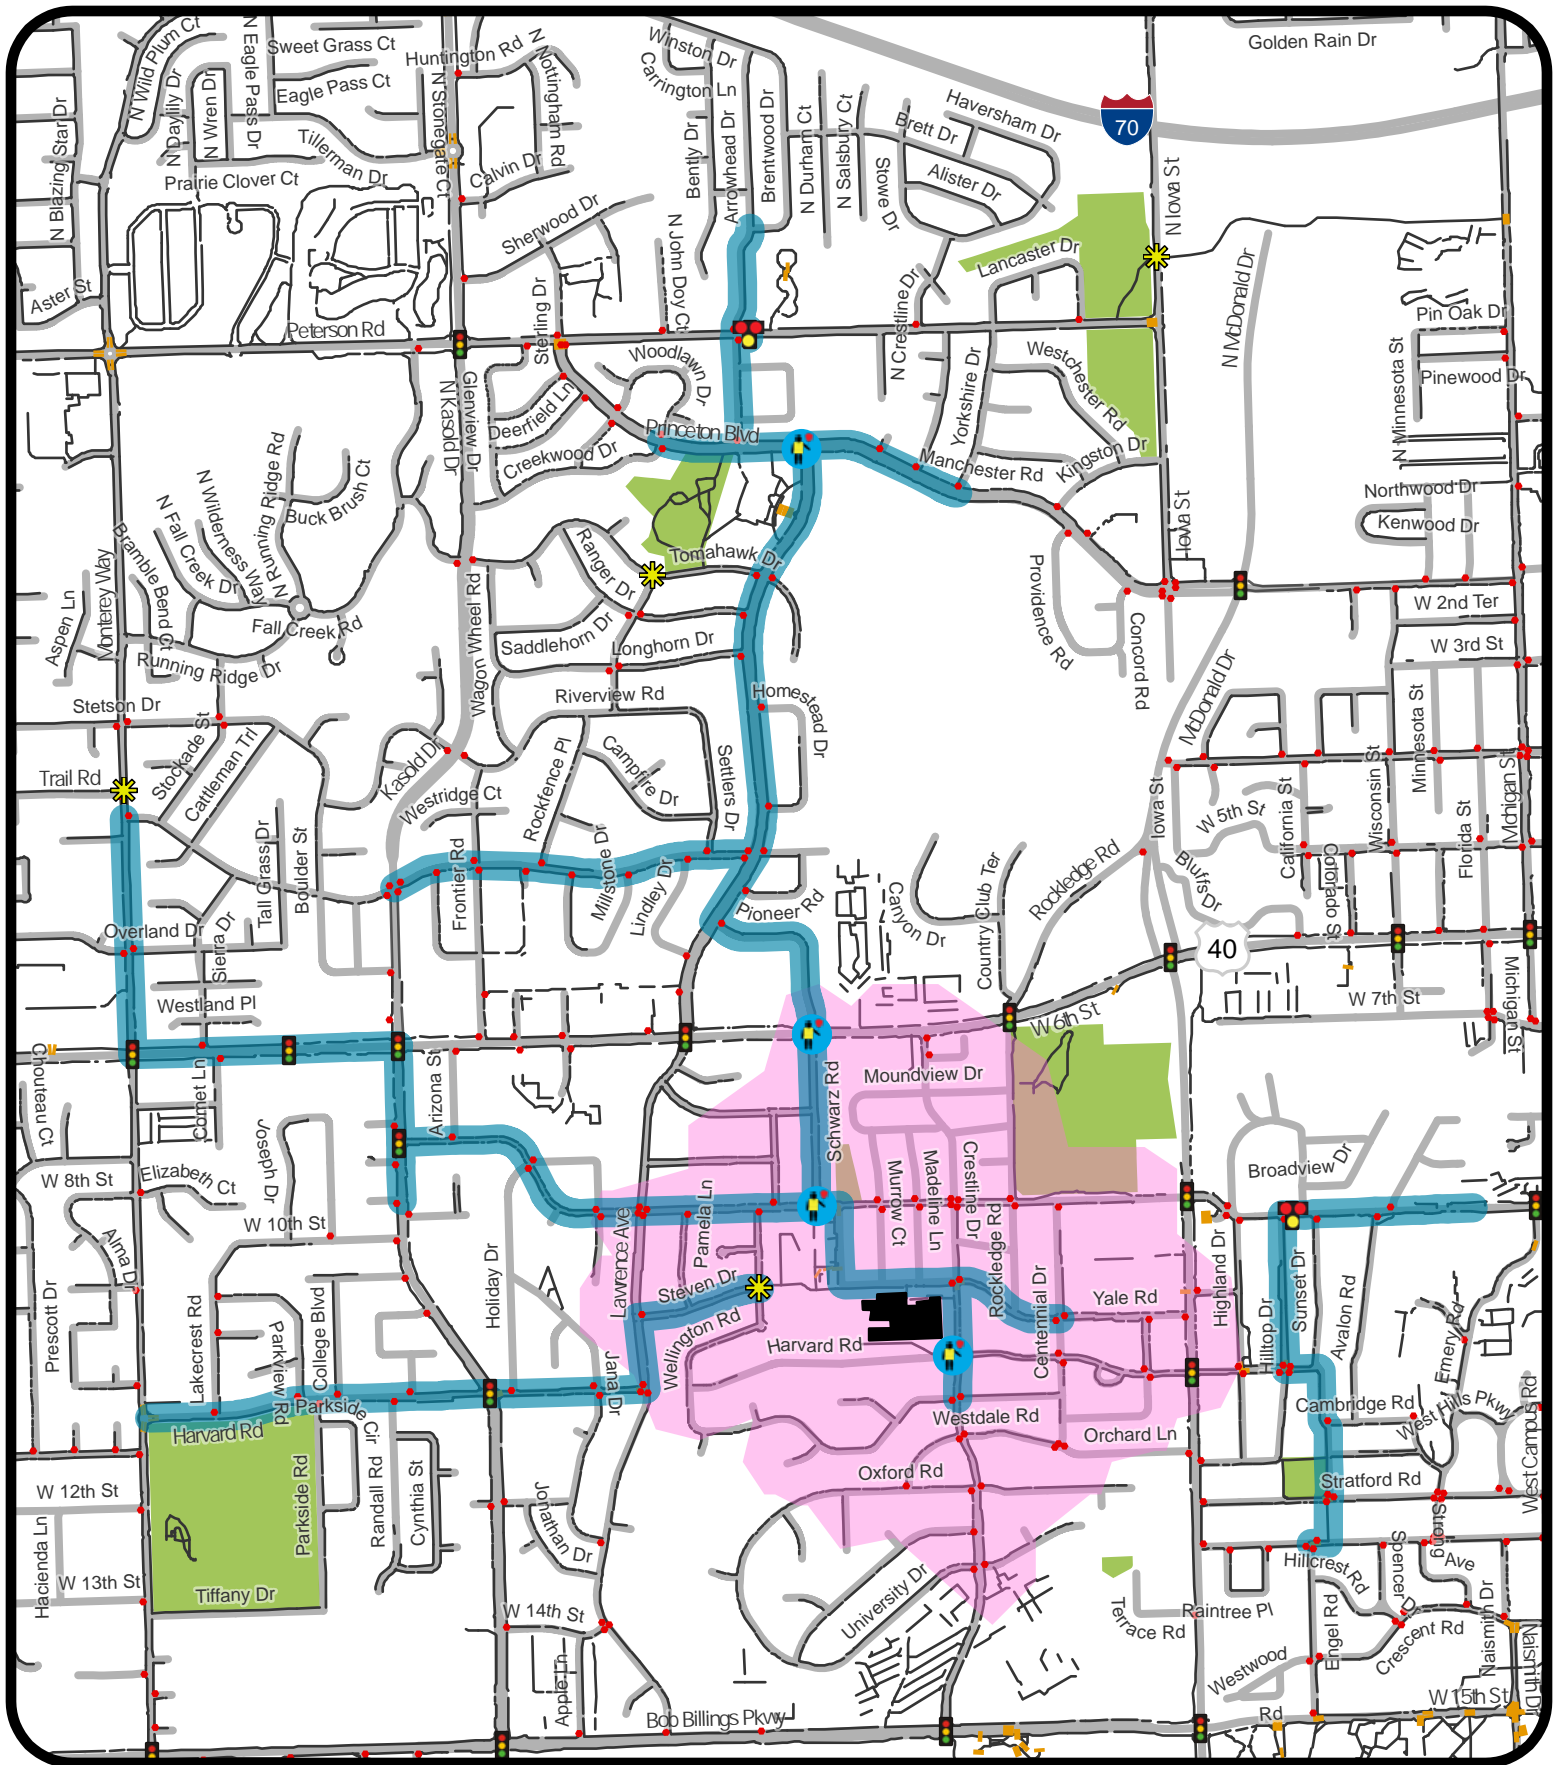 N Wild Plum Ct
N Eagle Pass Dr
Sweet Grass Ct
Huntington Rd
N Nottingham Rd
Winston Dr
Carrington Ln
Golden Rain Dr
N Blazing Star Dr
N Daylily Dr
N Wren Dr
Eagle Pass Ct
N Stonegate Ct
Bently Dr
Arrowhead Dr
Brentwood Dr
N Durham Ct
N Salsbury Ct
Haversham Dr
Brett Dr
70
Tillerman Dr
Prairie Clover Ct
Calvin Dr
Stowe Dr
Alister Dr
N Iowa St
Sherwood Dr
N John Doy Ct
Lancaster Dr
N McDonald Dr
Aster St
Peterson Rd
Sterling Dr
N Crestline Dr
Pin Oak Dr
Woodlawn Dr
Westchester Rd
N Minnesota St
Pinewood Dr
N Kasold Dr
Glenview Dr
Deerfield Ln
Yorkshire Dr
Princeton Blvd
Creekwood Dr
Manchester Rd
Kingston Dr
N Running Ridge Rd
Buck Brush Ct
N Wilderness Way
N Fall Creek Dr
Northwood Dr
Kenwood Dr
Bramble Bend Ct
Iowa St
Tomahawk Dr
Ranger Dr
Monterey Way
Aspen Ln
Providence Rd
W 2nd Ter
Fall Creek Rd
Wagon Wheel Rd
Saddlehorn Dr
Longhorn Dr
Concord Rd
W 3rd St
Running Ridge Dr
Riverview Rd
Homestead Dr
Stetson Dr
McDonald Dr
Minnesota St
Stockade St
Cattleman Trl
Kasold Dr
Rockfence Pl
Campfire Dr
Settlers Dr
Trail Rd
Westridge Ct
Iowa St
W 5th St
California St
Wisconsin St
Michigan St
Florida St
Colorado St
Tall Grass Dr
Boulder St
Frontier Rd
Millstone Dr
Lindley Dr
Pioneer Rd
Canyon Dr
Country Club Ter
Rockledge Rd
Bluffs Dr
Overland Dr
Sierra Dr
40
Westland Pl
W 7th St
Michigan St
W 6th St
Chouteau Ct
Comet Ln
Arizona St
Schwarz Rd
Moundview Dr
Joseph Dr
W 8th St
Elizabeth Ct
Murrow Ct
Madeline Ln
Crestline Dr
Broadview Dr
W 10th St
Alma Dr
Holiday Dr
Lawrence Ave
Pamela Ln
Rockledge Rd
Highland Dr
Steven Dr
Centennial Dr
Yale Rd
Sunset Dr
Hilltop Dr
Avalon Rd
Emery Rd
Prescott Dr
Lakecrest Rd
Parkview Rd
College Blvd
Wellington Rd
Harvard Rd
Jana Dr
Parkside Cir
Harvard Rd
Westdale Rd
Cambridge Rd
West Hills Pkwy
West Campus Rd
Orchard Ln
Oxford Rd
Stratford Rd
W 12th St
Parkside Rd
Randall Rd
Cynthia St
Jonathan Dr
Strong
Ave
Hacienda Ln
W 13th St
Tiffany Dr
University Dr
Hillcrest Rd
Spencer Dr
Terrace Rd
Raintree Pl
Engel Rd
Crescent Rd
Naismith Dr
Naismith Dr
W 14th St
Apple Ln
Westwood
Rd
W 15th St
Bob Billings Pkwy